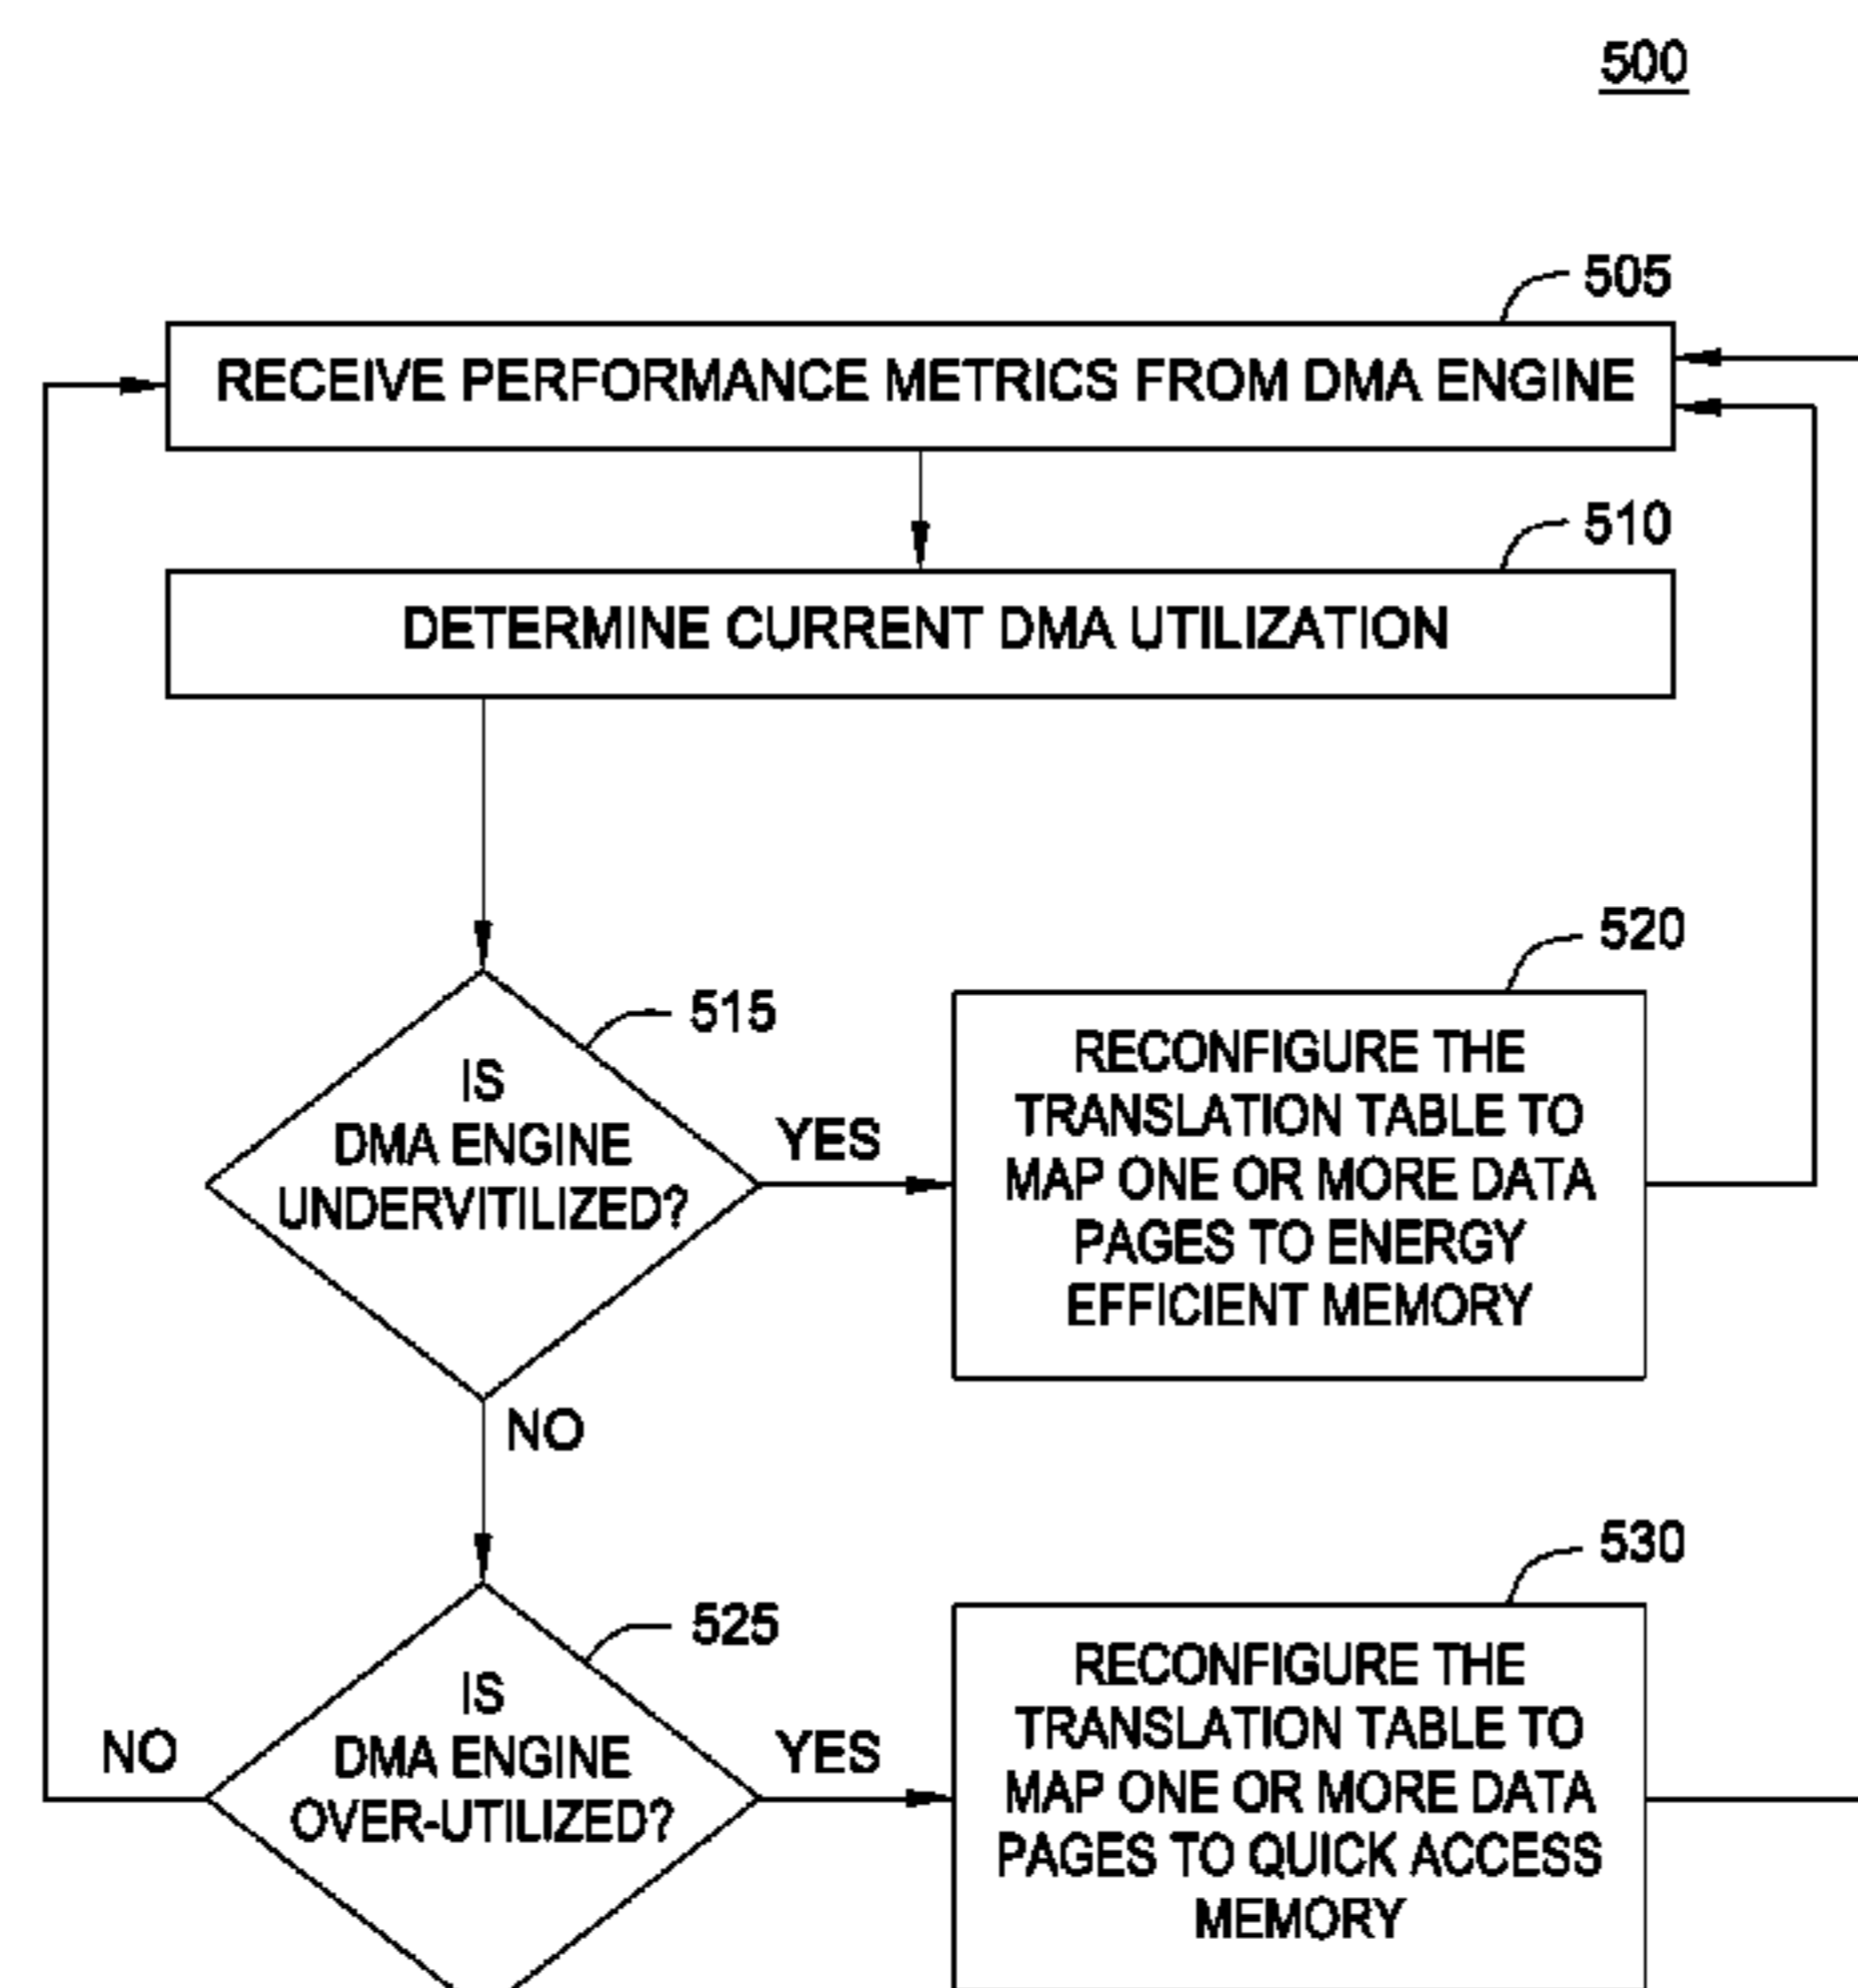 500
505
RECEIVE PERFORMANCE METRICS FROM DMA ENGINE
510
DETERMINE CURRENT DMA UTILIZATION
515
IS
DMA ENGINE
UNDERVITILIZED?
YES
NO
520
RECONFIGURE THE
TRANSLATION TABLE TO
MAP ONE OR MORE DATA
PAGES TO ENERGY
EFFICIENT MEMORY
525
IS
DMA ENGINE
OVER-UTILIZED?
NO
YES
530
RECONFIGURE THE
TRANSLATION TABLE TO
MAP ONE OR MORE DATA
PAGES TO QUICK ACCESS
MEMORY